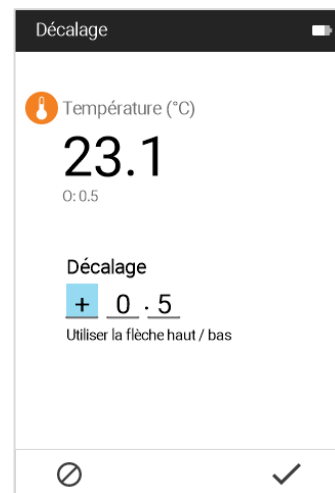 Décalage
Température (°C)
23.1
O: 0.5
Décalage
+ 0 . 5
Utiliser la flèche haut / bas